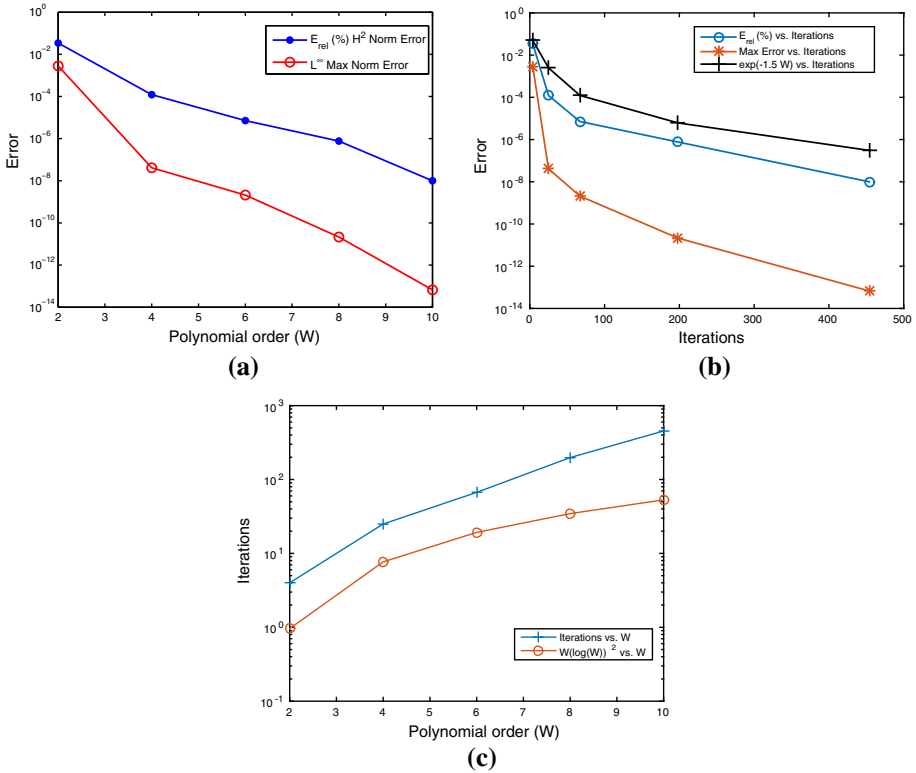 10^0
10^-2
10^-4
10^-6
10^-8
10^-10
10^-12
10^-14
Error
2 3 4 5 6 7 8 9 10
Polynomial order (W)
E_rel (%) H^2 Norm Error
L^∞ Max Norm Error
(a)
10^0
10^-2
10^-4
10^-6
10^-8
10^-10
10^-12
10^-14
Error
0 100 200 300 400 500
Iterations
E_rel (%) vs. Iterations
Max Error vs. Iterations
exp(-1.5 W) vs. Iterations
(b)
10^3
10^2
10^1
10^0
10^-1
Iterations
2 3 4 5 6 7 8 9 10
Polynomial order (W)
Iterations vs. W
W(log(W))^2 vs. W
(c)